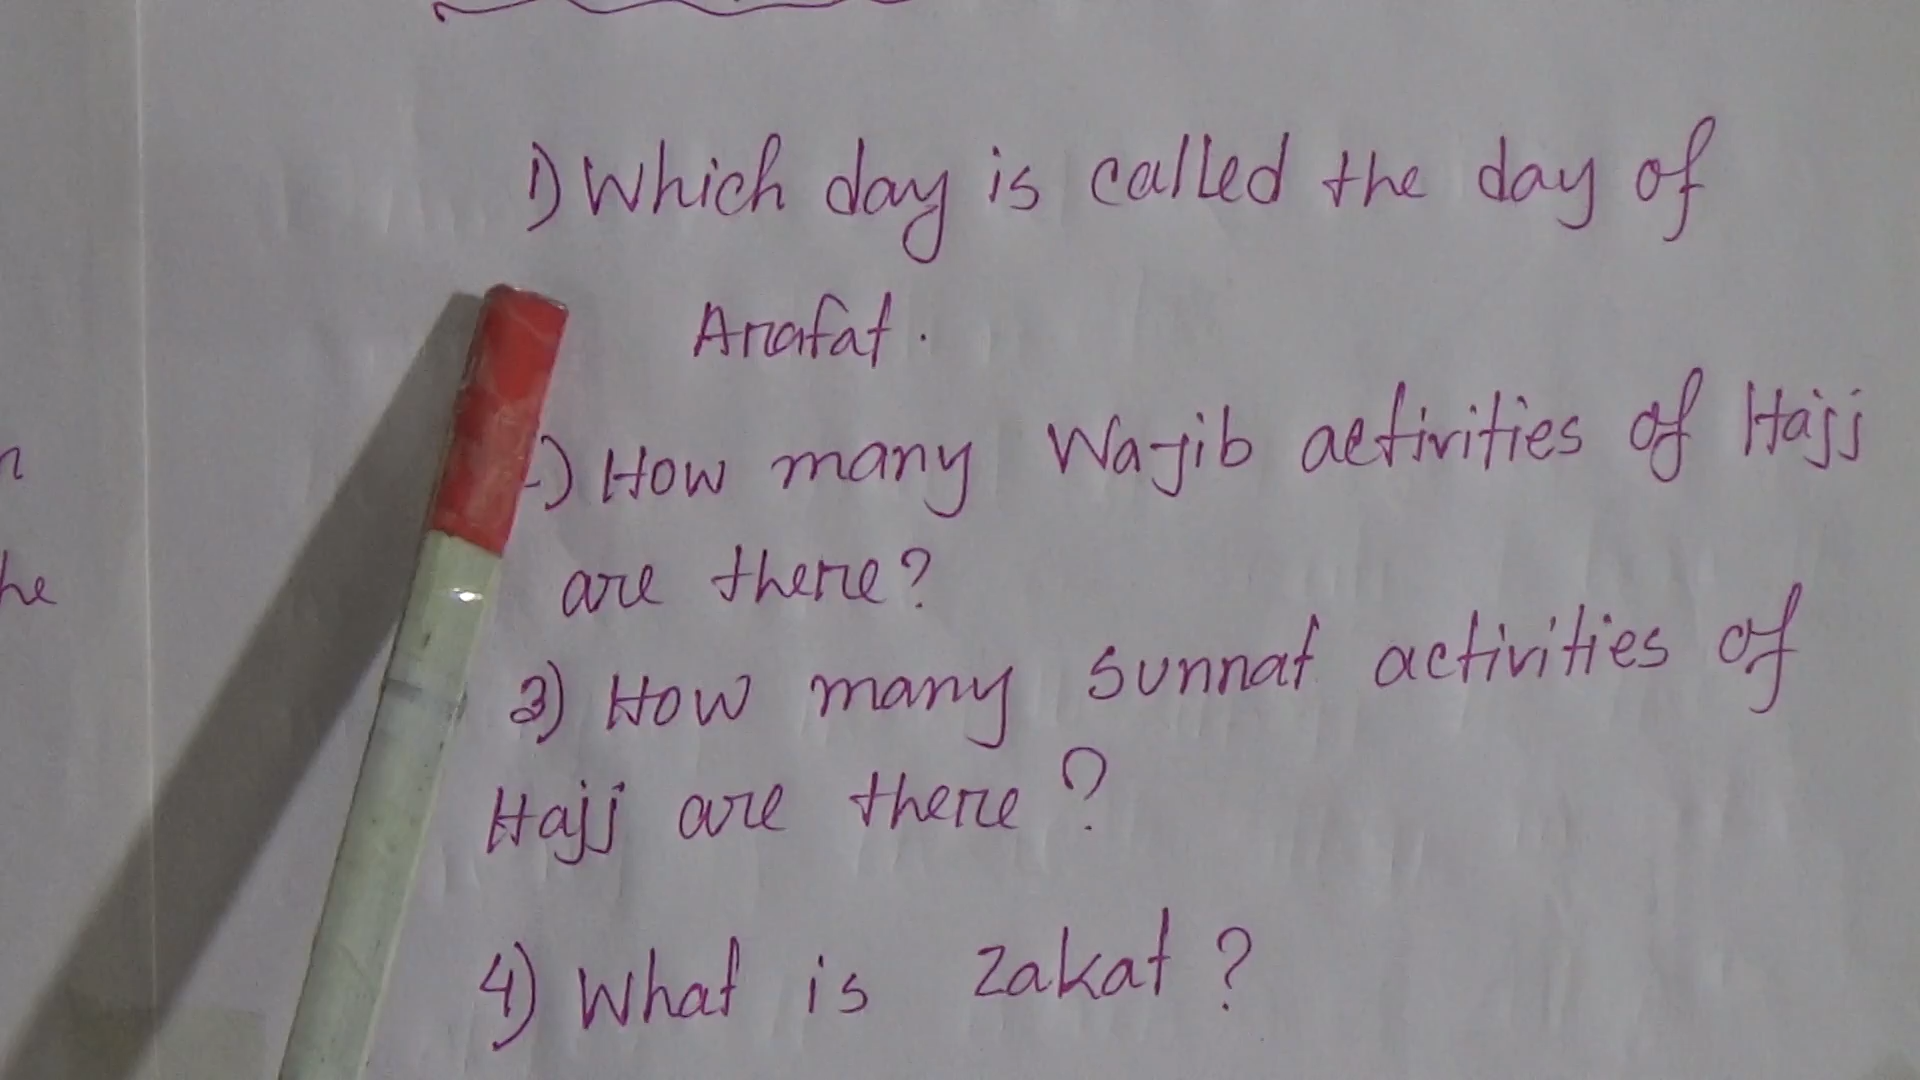 1) Which day is called the day of
Arafat.
2) How many Wajib activities of Hajj
are there?
3) How many Sunnat activities of
Hajj are there?
4) What is Zakat?
he